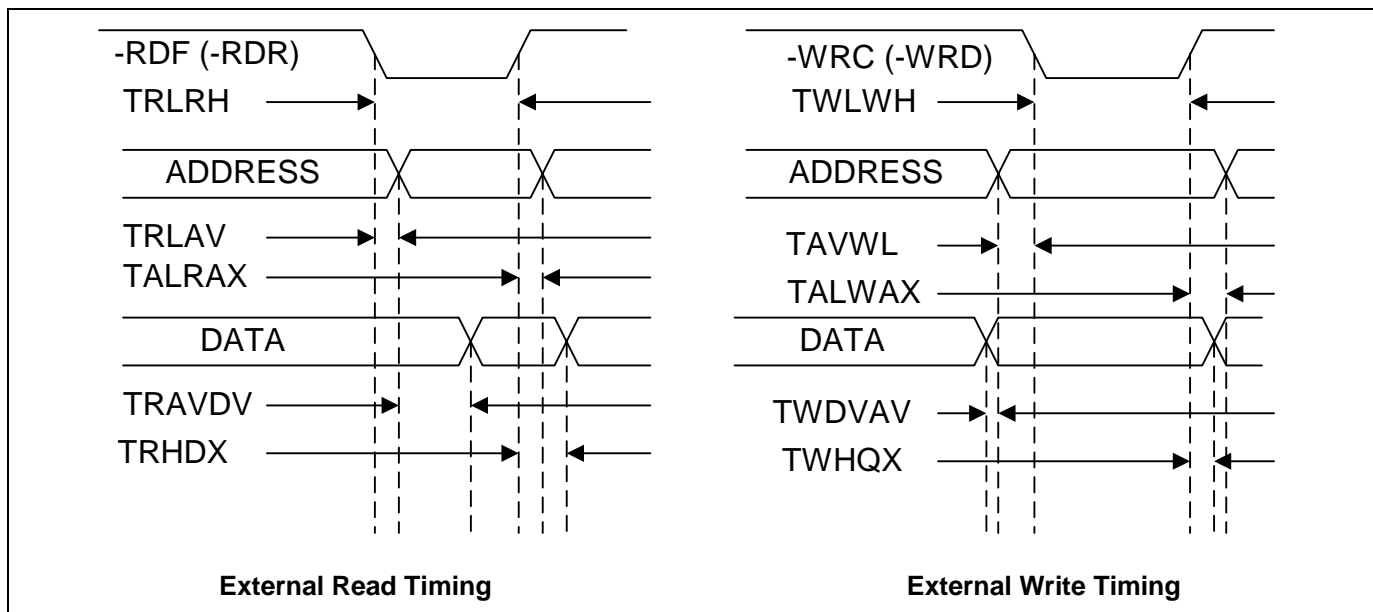 -RDF (-RDR)
TRLRH
ADDRESS
TRLAV
TALRAX
DATA
TRAVDV
TRHDX
External Read Timing
-WRC (-WRD)
TWLWH
ADDRESS
TAVWL
TALWAX
DATA
TWDVAV
TWHQX
External Write Timing